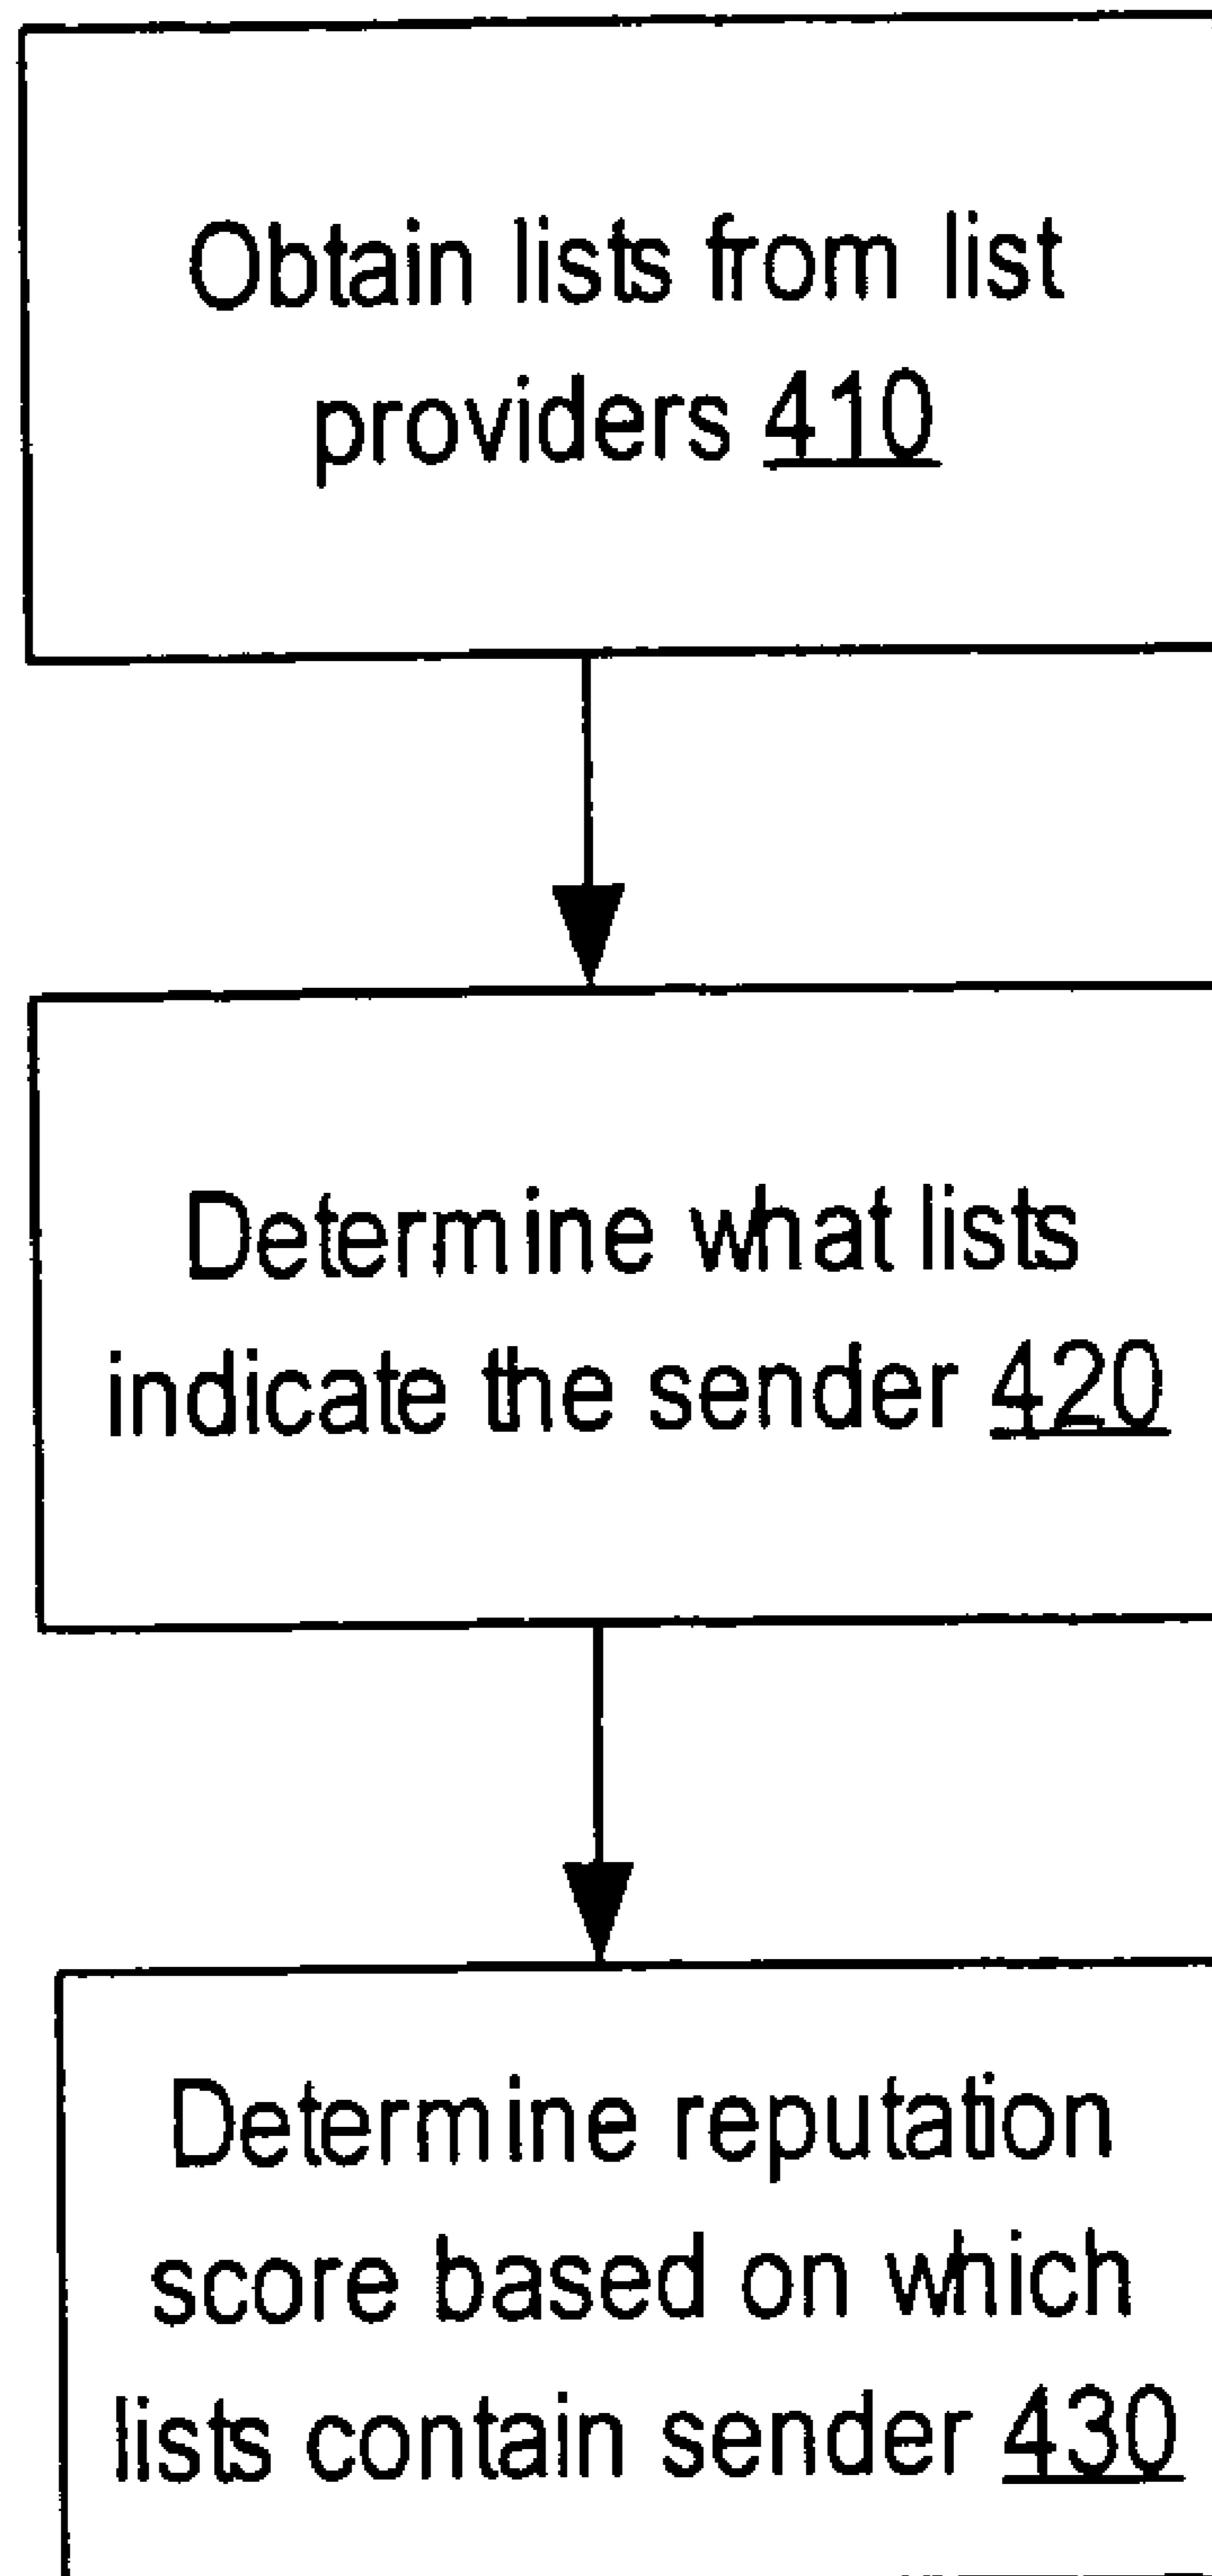 Obtain lists from list
providers 410
Determine what lists
indicate the sender 420
Determine reputation
score based on which
lists contain sender 430